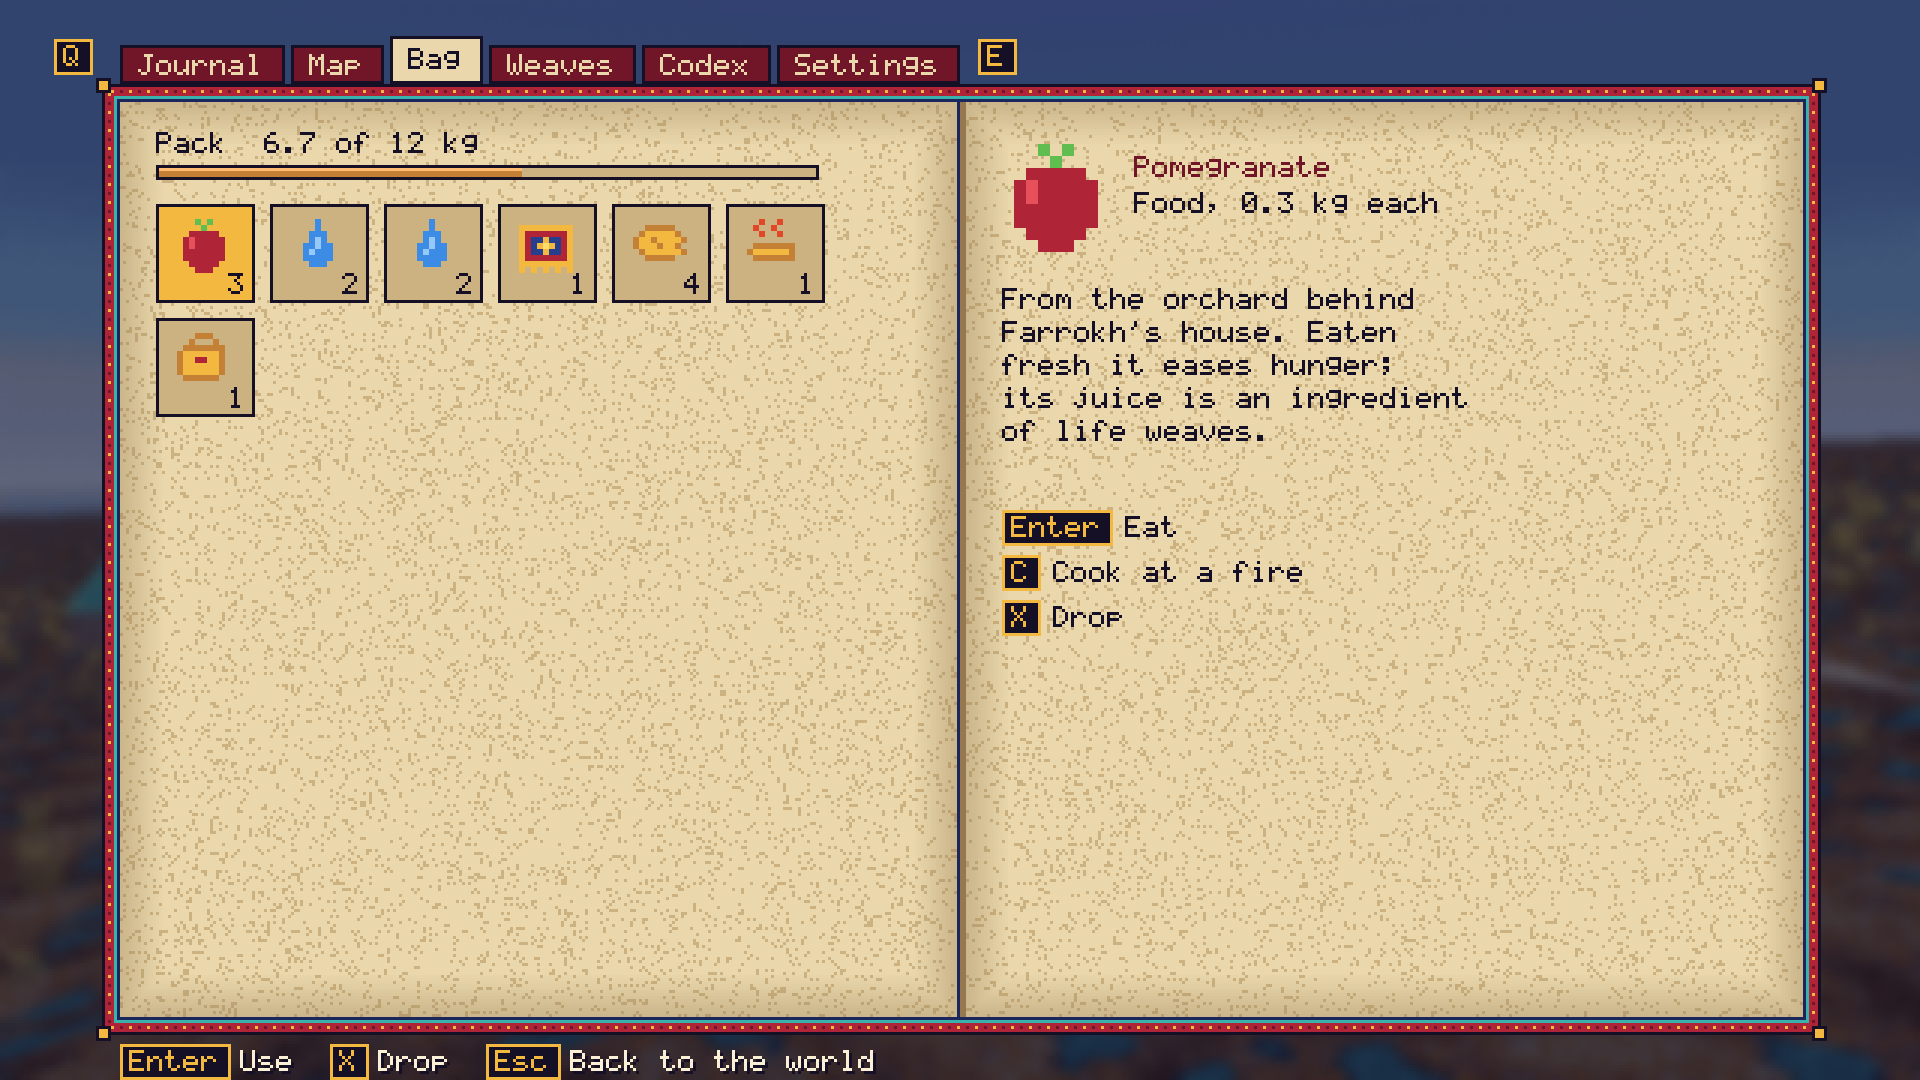 Q Journal Map Bag Weaves Codex Settings E
Pack 6.7 of 12 kg
3 2 2 1 4 1
1
Pomegranate
Food, 0.3 kg each
From the orchard behind
Farrokh's house. Eaten
fresh it eases hunger;
its juice is an ingredient
of life weaves.
Enter Eat
C Cook at a fire
X Drop
Enter Use X Drop Esc Back to the world